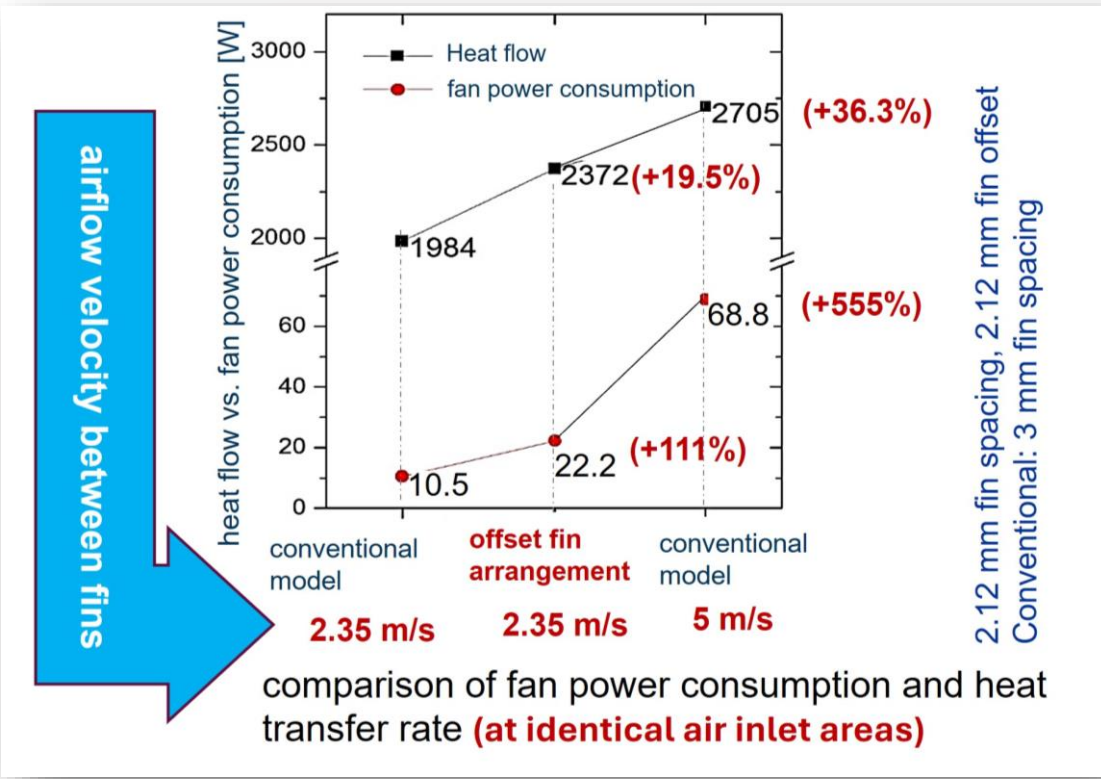 airflow velocity between fins
heat flow vs. fan power consumption [W]
3000
2500
2000
60
40
20
0
Heat flow
fan power consumption
2705
(+36.3%)
2372
(+19.5%)
1984
68.8
(+555%)
22.2
(+111%)
10.5
conventional
model
offset fin
arrangement
conventional
model
2.35 m/s
2.35 m/s
5 m/s
2.12 mm fin spacing, 2.12 mm fin offset
Conventional: 3 mm fin spacing
comparison of fan power consumption and heat
transfer rate (at identical air inlet areas)